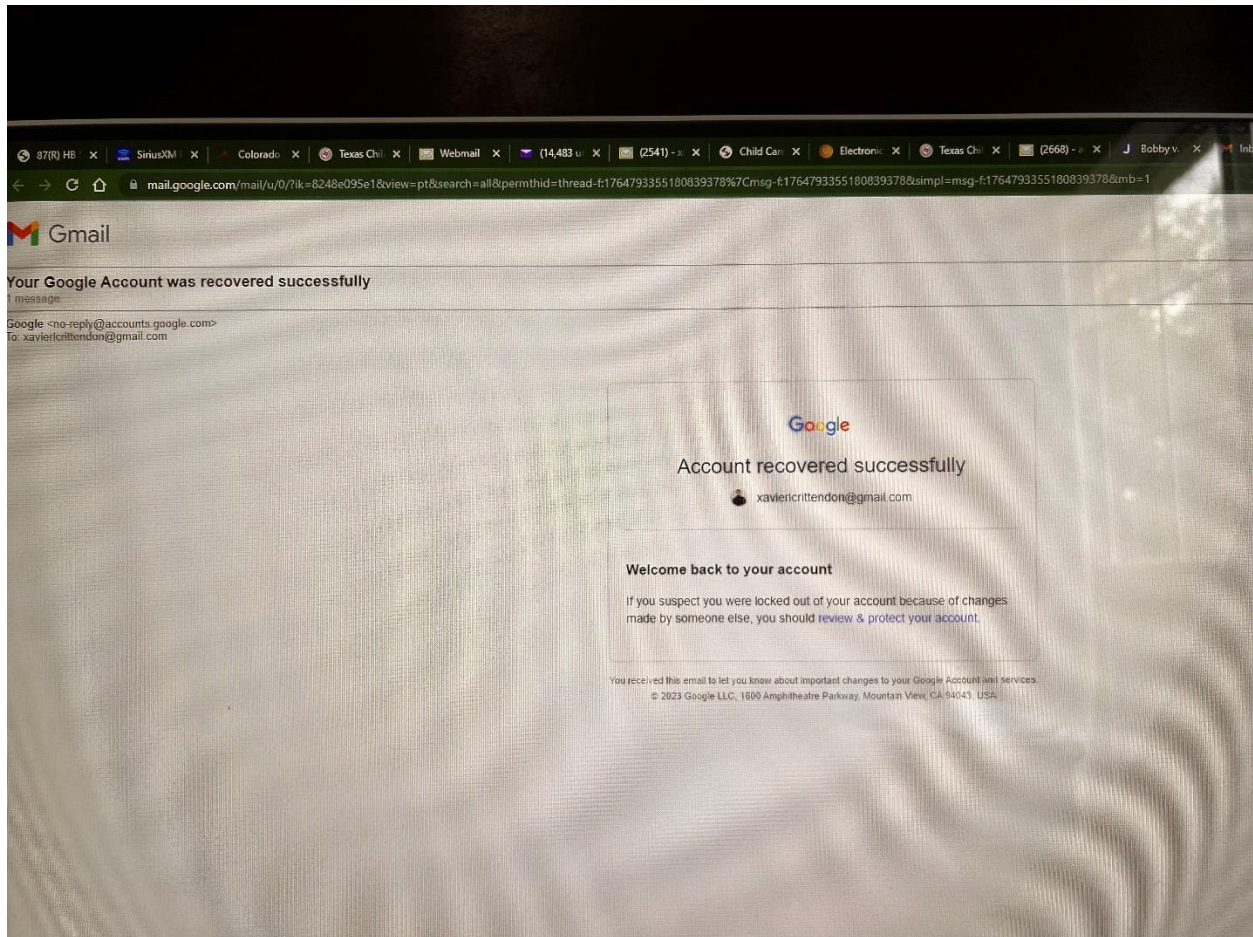 87(R) HB
SiriusXM
Colorado
Texas Chil
Webmail
(14,483 u
(2541) - x
Child Car
Electronic
Texas Chil
(2668) - a
Bobby v.
Inb
mail.google.com/mail/u/0/?ik=8248e095e1&view=pt&search=all&permthid=thread-f:1764793355180839378%7Cmsg-f:1764793355180839378&simpl=msg-f:1764793355180839378&mb=1
Gmail
Your Google Account was recovered successfully
1 message
Google <no-reply@accounts.google.com>
To: xavierlcrittendon@gmail.com
Google
Account recovered successfully
xavierlcrittendon@gmail.com
Welcome back to your account
If you suspect you were locked out of your account because of changes
made by someone else, you should review & protect your account.
You received this email to let you know about important changes to your Google Account and services.
© 2023 Google LLC, 1600 Amphitheatre Parkway, Mountain View, CA 94043, USA